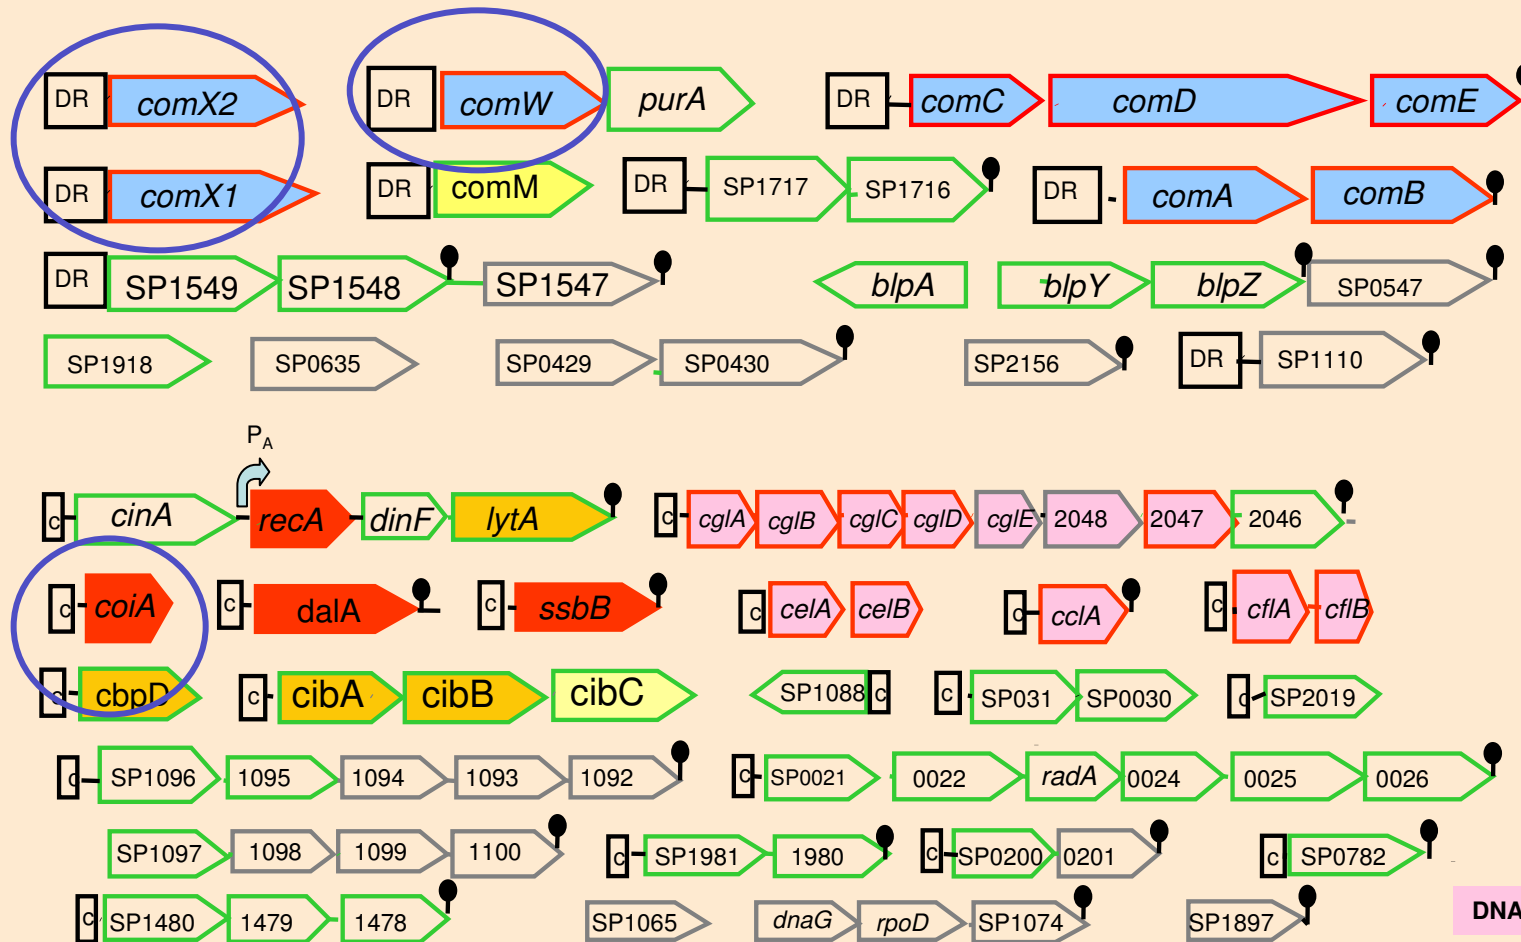 DR comX2 DR comW purA DR comC comD comE
DR comX1 DR comM DR SP1717 SP1716 DR comA comB
DR SP1549 SP1548 SP1547 blpA blpY blpZ SP0547
SP1918 SP0635 SP0429 SP0430 SP2156 DR SP1110
PA
c cinA recA dinF lytA c cglA cglB cglC cglD cglE 2048 2047 2046
c coiA c dalA c ssbB c celA celB c cclA c cflA cflB
c cbpD c cibA cibB cibC SP1088 c c SP031 SP0030 c SP2019
c SP1096 1095 1094 1093 1092 c SP0021 0022 radA 0024 0025 0026
SP1097 1098 1099 1100 c SP1981 1980 c SP0200 0201 c SP0782
c SP1480 1479 1478 SP1065 dnaG rpoD SP1074 SP1897 DNA